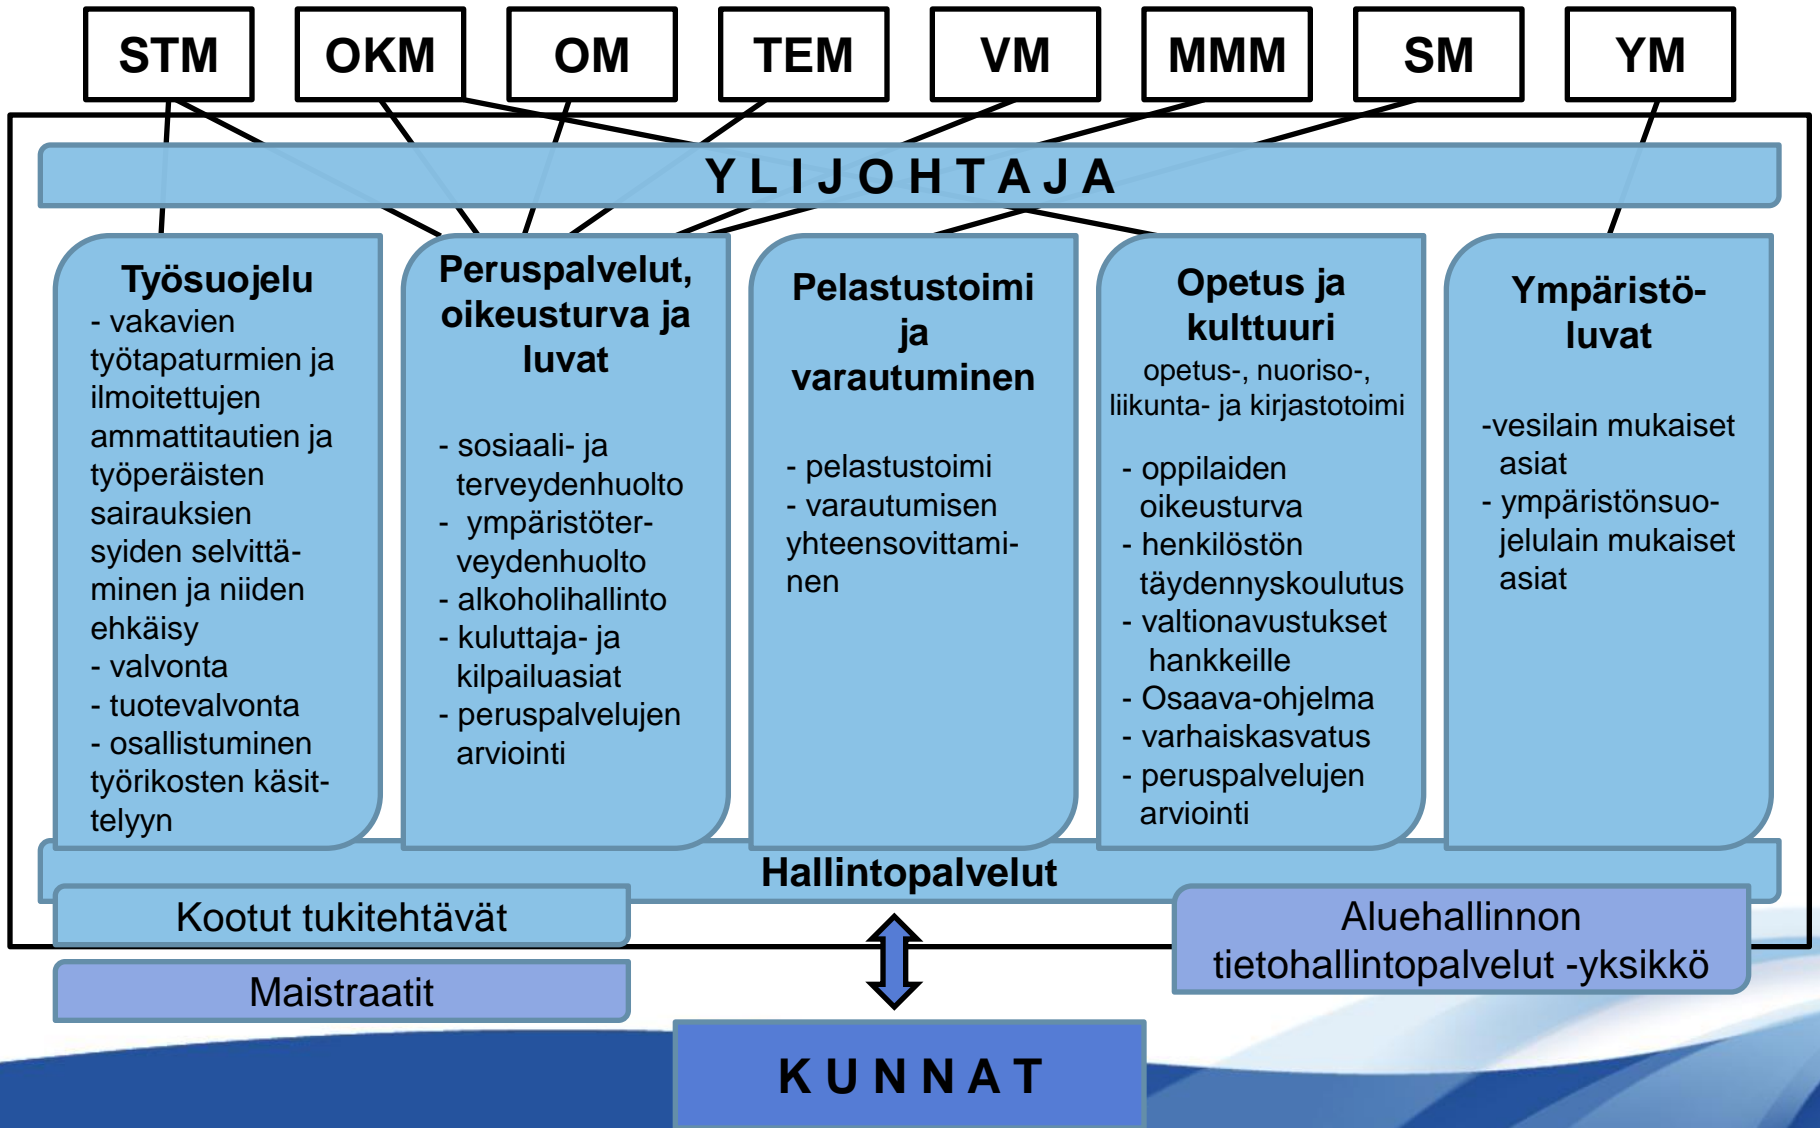 STM
OKM
OM
TEM
VM
MMM
SM
YM
YLIJOHTAJA
Työsuojelu
- vakavien
työtapaturmien ja
ilmoitettujen
ammattitautien ja
työperäisten
sairauksien
syiden selvittä-
minen ja niiden
ehkäisy
- valvonta
- tuotevalvonta
- osallistuminen
työrikosten käsit-
telyyn
Peruspalvelut,
oikeusturva ja
luvat
- sosiaali- ja
terveydenhuolto
- ympäristöter-
veydenhuolto
- alkoholihallinto
- kuluttaja- ja
kilpailuasiat
- peruspalvelujen
arviointi
Pelastustoimi
ja
varautuminen
- pelastustoimi
- varautumisen
yhteensovittami-
nen
Opetus ja
kulttuuri
opetus-, nuoriso-,
liikunta- ja kirjastotoimi
- oppilaiden
oikeusturva
- henkilöstön
täydennyskoulutus
- valtionavustukset
hankkeille
- Osaava-ohjelma
- varhaiskasvatus
- peruspalvelujen
arviointi
Ympäristö-
luvat
-vesilain mukaiset
asiat
- ympäristönsuo-
jelulain mukaiset
asiat
Hallintopalvelut
Kootut tukitehtävät
Maistraatit
Aluehallinnon
tietohallintopalvelut -yksikkö
KUNNAT